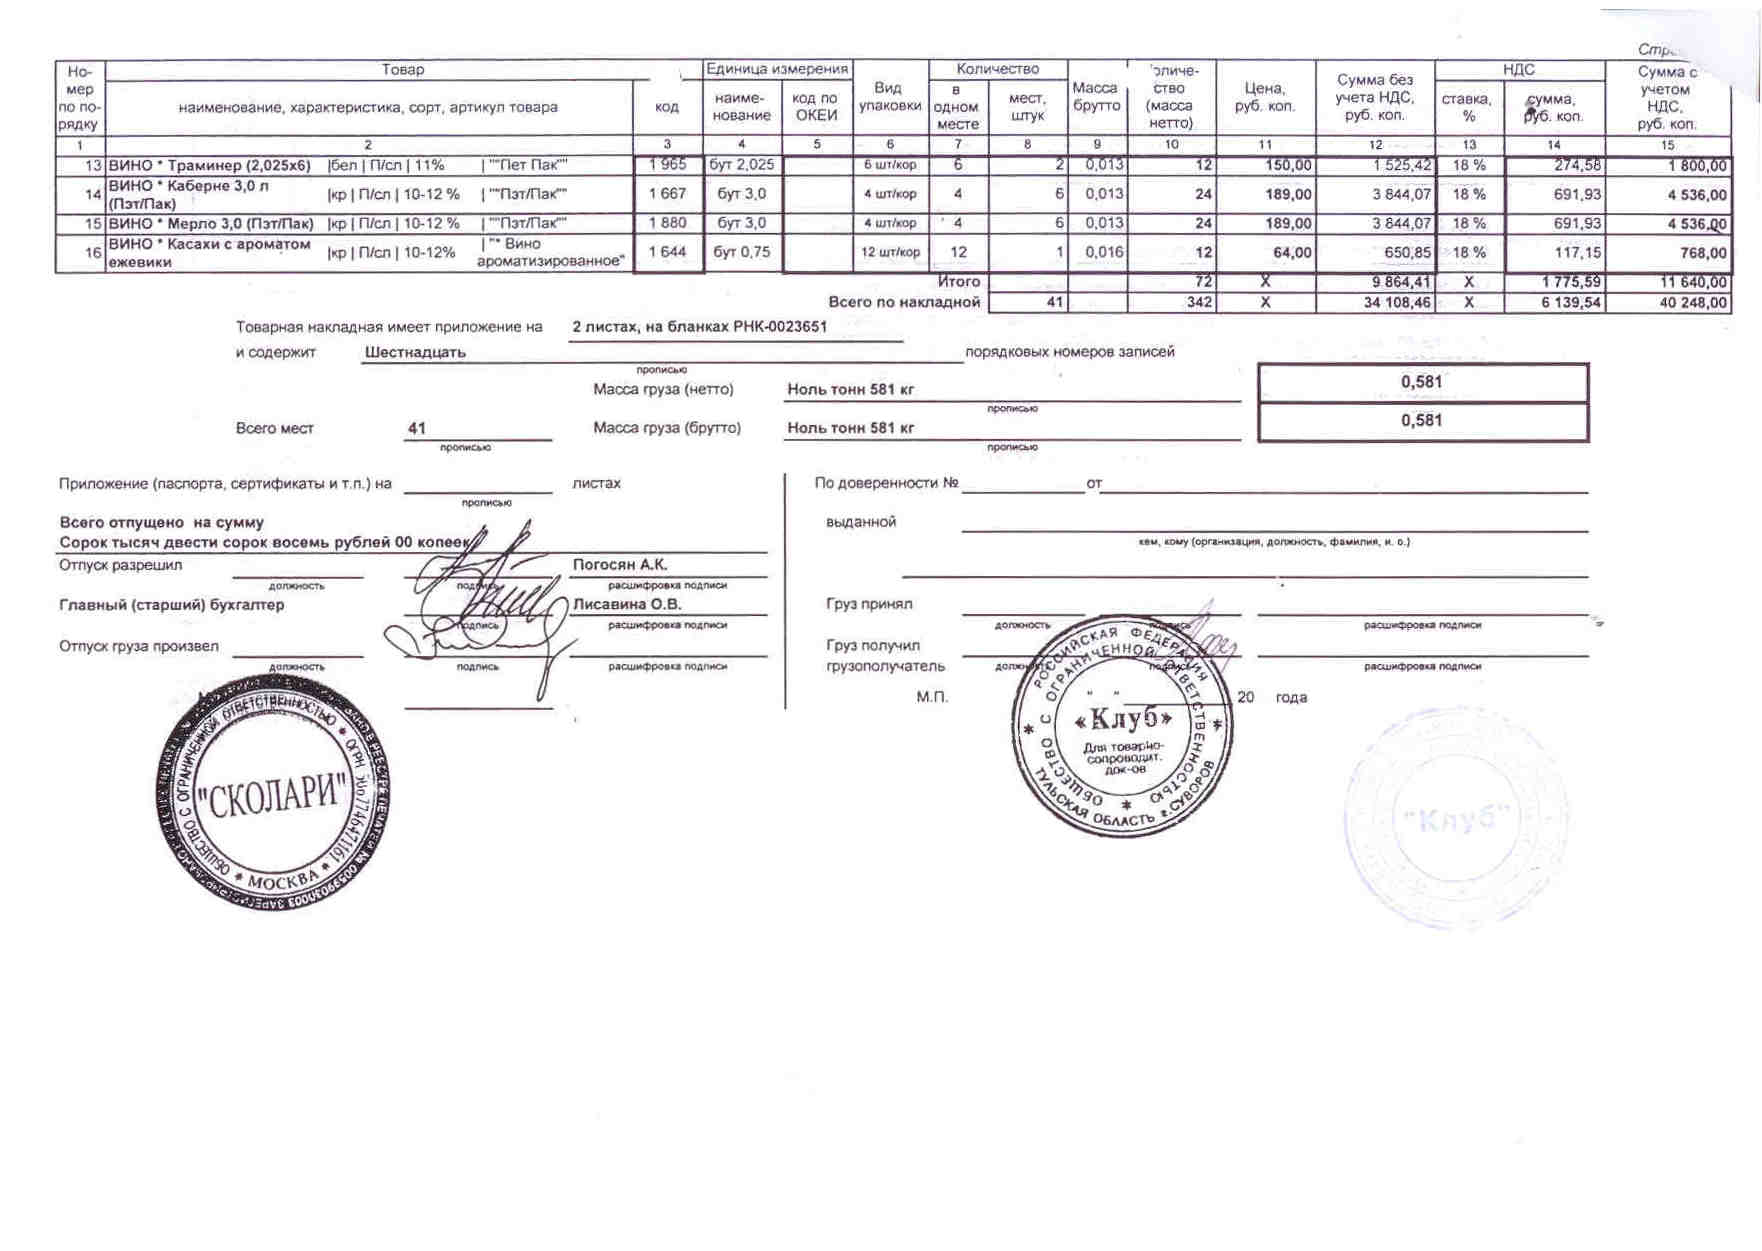 Но-
мер
по по-
рядку
Товар
Единица измерения
Вид
упаковки
Количество
Масса
брутто
оличе-
ство
(масса
нетто)
Цена,
руб. коп.
Сумма без
учета НДС,
руб. коп.
НДС
Сумма с
учетом
НДС,
руб. коп.
наименование, характеристика, сорт, артикул товара
код
наиме-
нование
код по
ОКЕИ
в
одном
месте
мест,
штук
ставка,
%
сумма,
руб. коп.
1 2 3 4 5 6 7 8 9 10 11 12 13 14 15
13 ВИНО * Траминер (2,025х6) |бел | П/сл | 11% | ""Пет Пак"" 1 965 бут 2,025 6 шт/кор 6 2 0,013 12 150,00 1 525,42 18 % 274,58 1 800,00
14 ВИНО * Каберне 3,0 л
(Пэт/Пак) |кр | П/сл | 10-12 % | ""Пэт/Пак"" 1 667 бут 3,0 4 шт/кор 4 6 0,013 24 189,00 3 844,07 18 % 691,93 4 536,00
15 ВИНО * Мерло 3,0 (Пэт/Пак) |кр | П/сл | 10-12 % | ""Пэт/Пак"" 1 880 бут 3,0 4 шт/кор 4 6 0,013 24 189,00 3 844,07 18 % 691,93 4 536,00
16 ВИНО * Касахи с ароматом
ежевики |кр | П/сл | 10-12% | "* Вино
ароматизированное" 1 644 бут 0,75 12 шт/кор 12 1 0,016 12 64,00 650,85 18 % 117,15 768,00
Итого 72 X 9 864,41 X 1 775,59 11 640,00
Всего по накладной 41 342 X 34 108,46 X 6 139,54 40 248,00
Товарная накладная имеет приложение на 2 листах, на бланках РНК-0023651
и содержит Шестнадцать порядковых номеров записей
прописью
Масса груза (нетто) Ноль тонн 581 кг 0,581
прописью
Всего мест 41 Масса груза (брутто) Ноль тонн 581 кг 0,581
прописью прописью
Приложение (паспорта, сертификаты и т.п.) на листах
прописью
Всего отпущено на сумму
Сорок тысяч двести сорок восемь рублей 00 копеек
Отпуск разрешил Погосян А.К.
должность подпись расшифровка подписи
Главный (старший) бухгалтер Лисавина О.В.
подпись расшифровка подписи
Отпуск груза произвел
должность подпись расшифровка подписи
По доверенности № от
выданной
кем, кому (организация, должность, фамилия, и. о.)
Груз принял
должность подпись расшифровка подписи
Груз получил
грузополучатель должность подпись расшифровка подписи
М.П. " " 20 года
ОБЩЕСТВО С ОГРАНИЧЕННОЙ ОТВЕТСТВЕННОСТЬЮ * ОГРН
* МОСКВА *
"СКОЛАРИ"
РОССИЙСКАЯ ФЕДЕРАЦИЯ
ТУЛЬСКАЯ ОБЛАСТЬ г.СУВОРОВ
ОБЩЕСТВО С ОГРАНИЧЕННОЙ ОТВЕТСТВЕННОСТЬЮ
«Клуб»
Для товарно-
сопроводит.
док-ов
"Клуб"